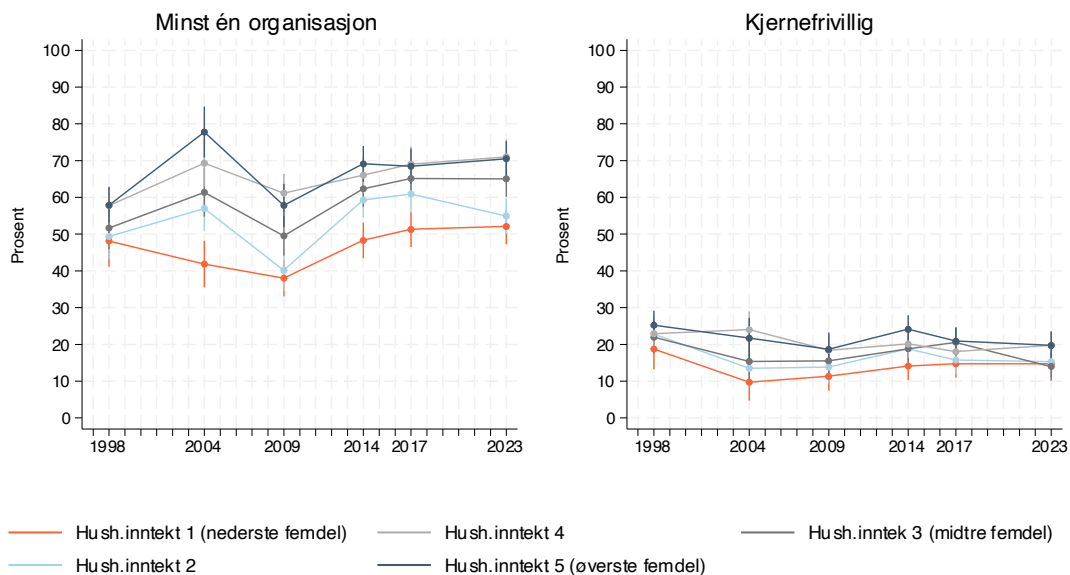 Minst én organisasjon
Prosent
100
90
80
70
60
50
40
30
20
10
0
1998 2004 2009 2014 2017 2023
Kjernefrivillig
Prosent
100
90
80
70
60
50
40
30
20
10
0
1998 2004 2009 2014 2017 2023
Hush.inntekt 1 (nederste femdel) Hush.inntekt 4 Hush.inntek 3 (midtre femdel)
Hush.inntekt 2 Hush.inntekt 5 (øverste femdel)